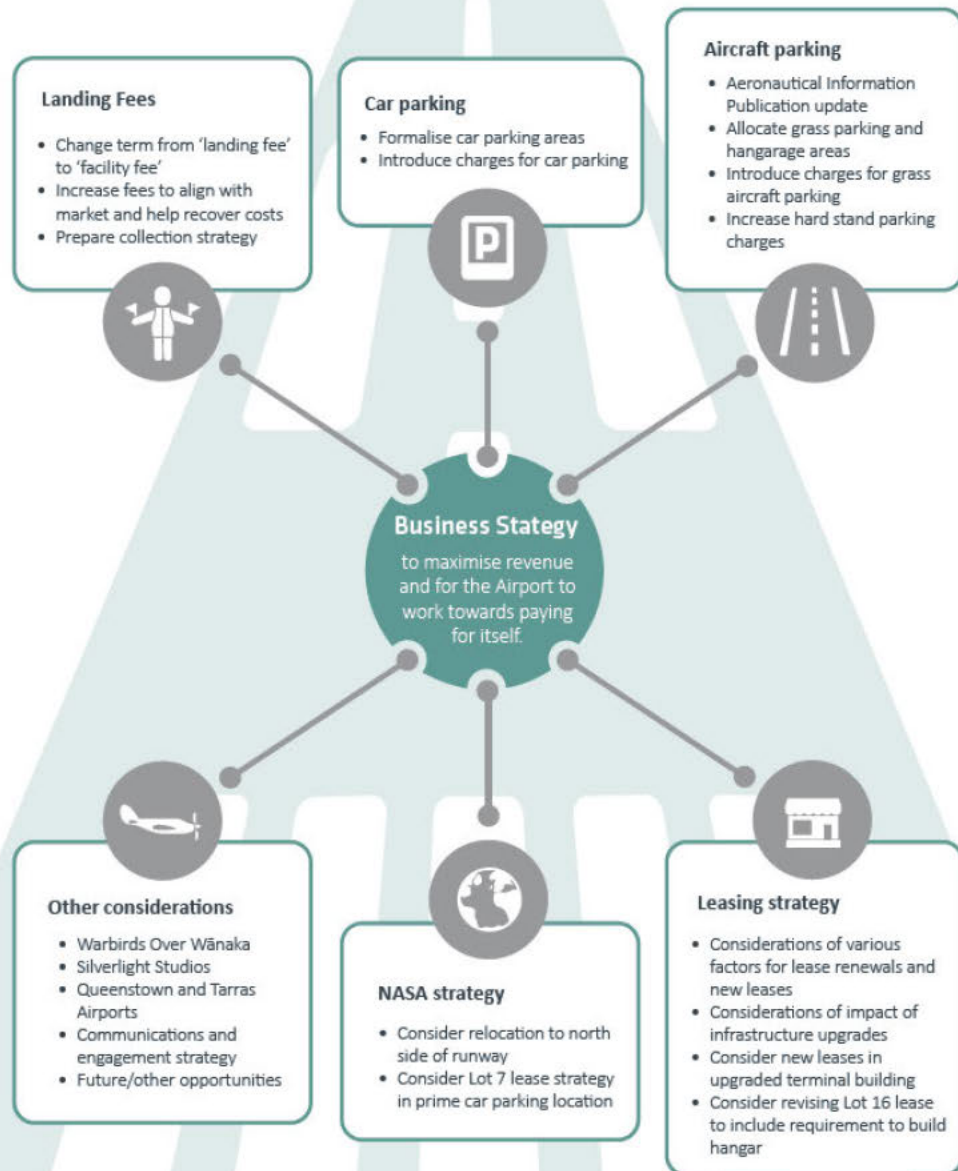 Landing Fees
• Change term from ‘landing fee’
to ‘facility fee’
• Increase fees to align with
market and help recover costs
• Prepare collection strategy
Car parking
• Formalise car parking areas
• Introduce charges for car parking
P
Aircraft parking
• Aeronautical Information
Publication update
• Allocate grass parking and
hangarage areas
• Introduce charges for grass
aircraft parking
• Increase hard stand parking
charges
Business Stategy
to maximise revenue
and for the Airport to
work towards paying
for itself.
Other considerations
• Warbirds Over Wānaka
• Silverlight Studios
• Queenstown and Tarras
Airports
• Communications and
engagement strategy
• Future/other opportunities
NASA strategy
• Consider relocation to north
side of runway
• Consider Lot 7 lease strategy
in prime car parking location
Leasing strategy
• Considerations of various
factors for lease renewals and
new leases
• Considerations of impact of
infrastructure upgrades
• Consider new leases in
upgraded terminal building
• Consider revising Lot 16 lease
to include requirement to build
hangar